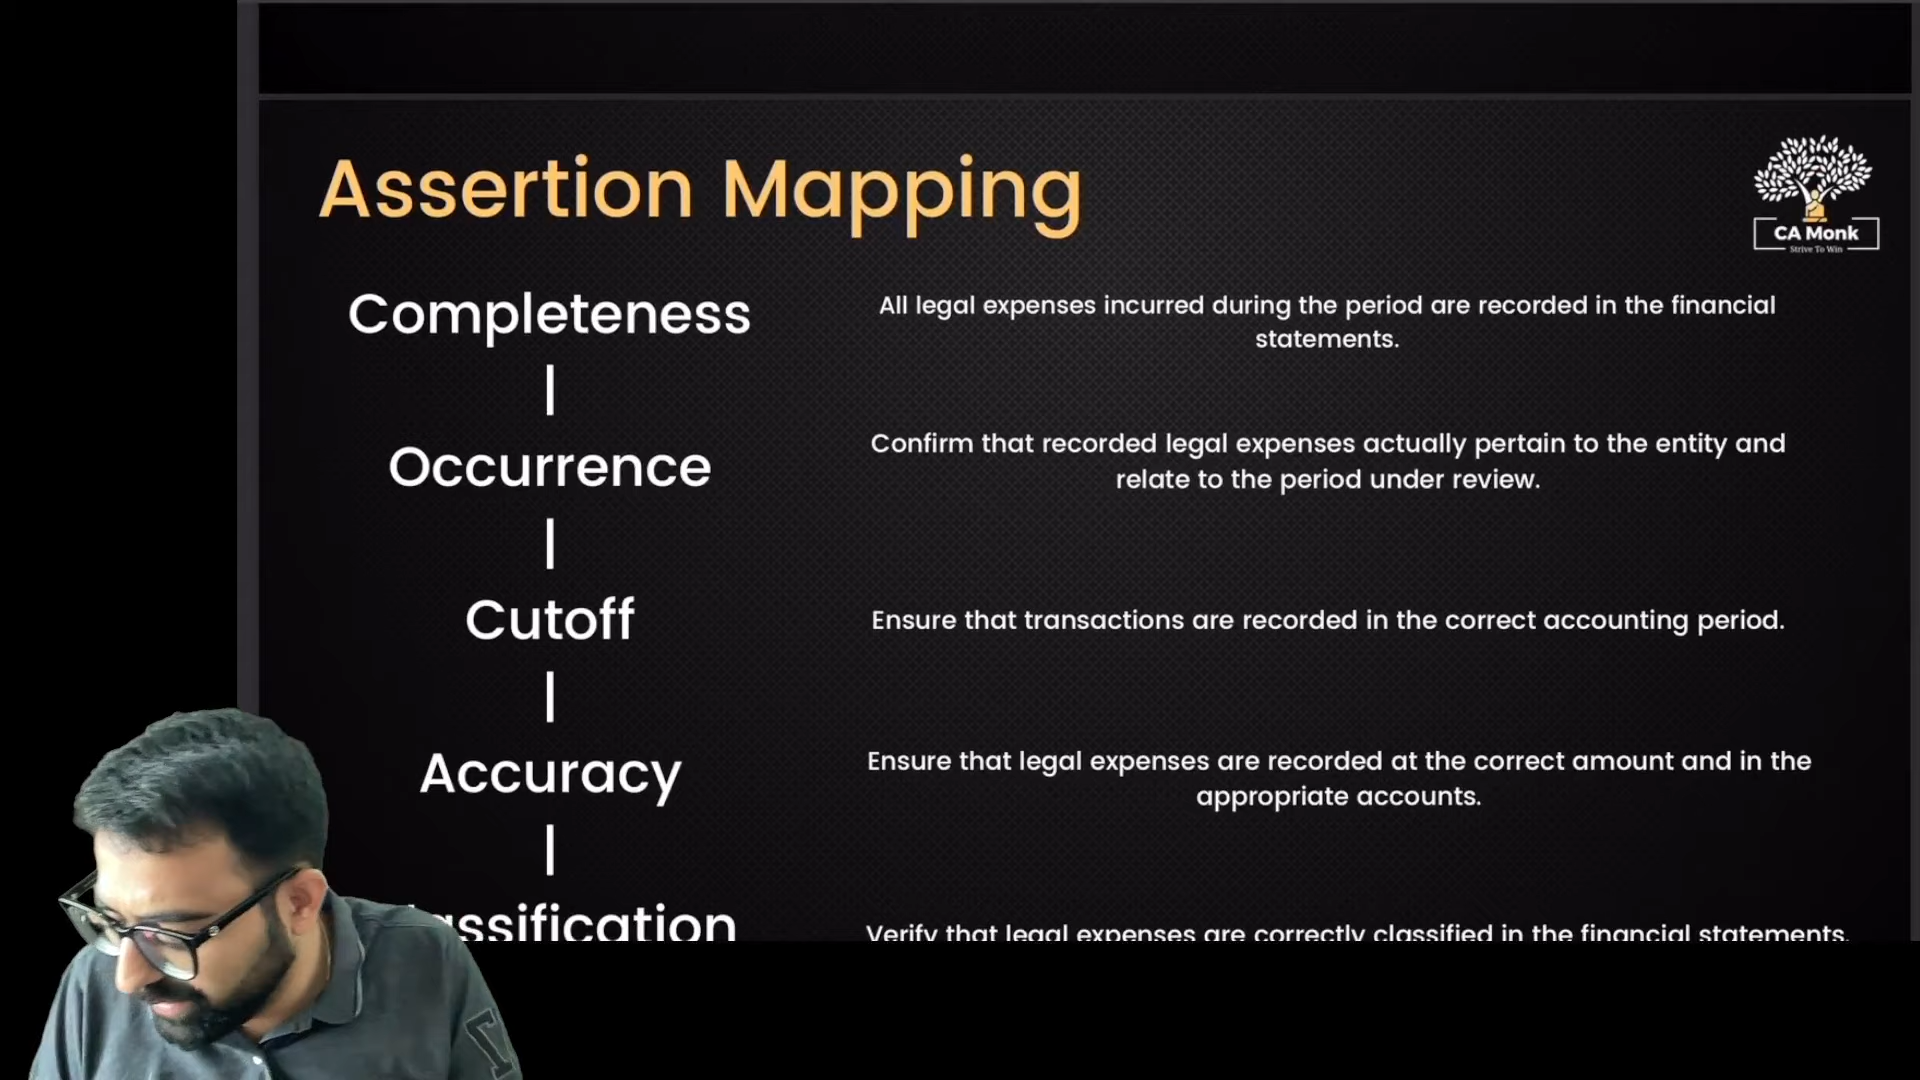 Assertion Mapping
CA Monk
Strive To Win
Completeness
All legal expenses incurred during the period are recorded in the financial
statements.
Occurrence
Confirm that recorded legal expenses actually pertain to the entity and
relate to the period under review.
Cutoff
Ensure that transactions are recorded in the correct accounting period.
Accuracy
Ensure that legal expenses are recorded at the correct amount and in the
appropriate accounts.
lassification
Verify that legal expenses are correctly classified in the financial statements.